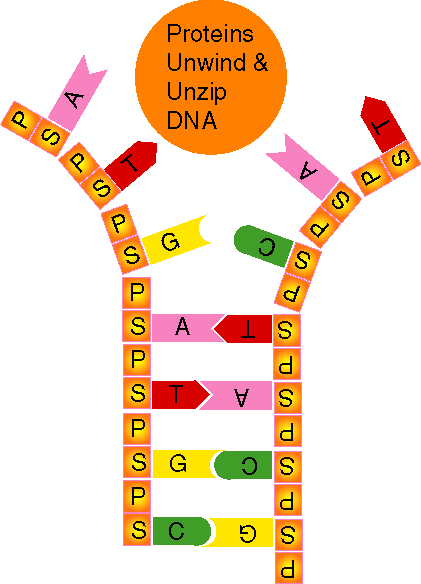 Proteins
Unwind &
Unzip
DNA
P S A
T S
P S T
A S P
P S G
C S P
P P
S A T S
P P
S T A S
P P
S G C S
P P
S C G S
P